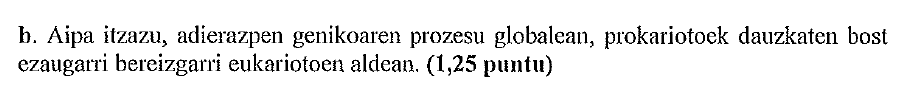 b. Aipa itzazu, adierazpen genikoaren prozesu globalean, prokariotoek dauzkaten bost
ezaugarri bereizgarri eukariotoen aldean. (1,25 puntu)